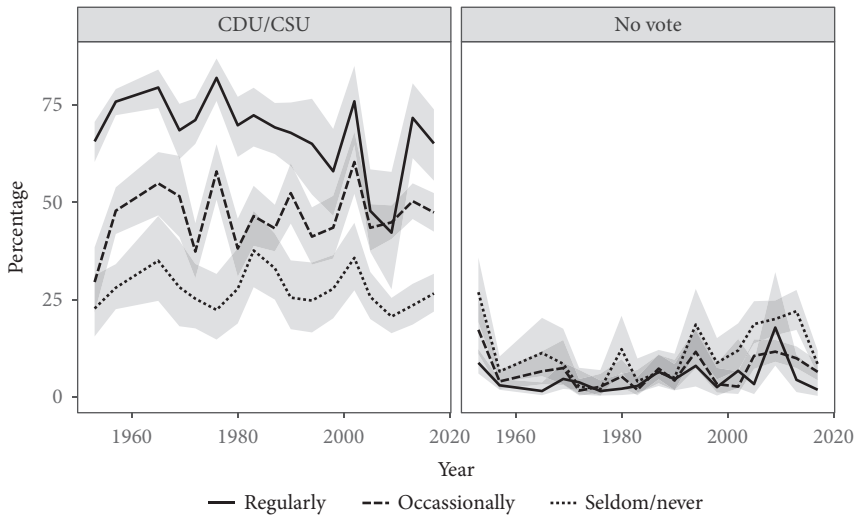 CDU/CSU No vote
75
50
25
0
Percentage
1960 1980 2000 2020 1960 1980 2000 2020
Year
Regularly Occassionally Seldom/never